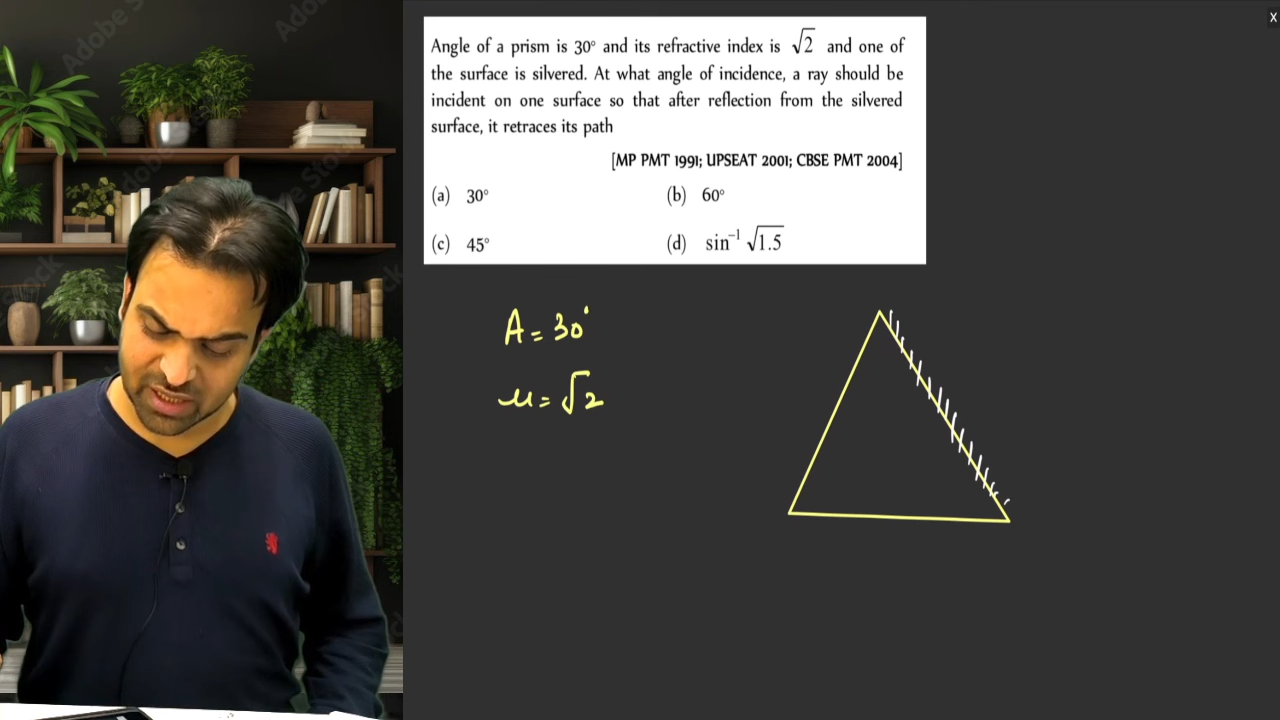 Angle of a prism is 30° and its refractive index is √2 and one of
the surface is silvered. At what angle of incidence, a ray should be
incident on one surface so that after reflection from the silvered
surface, it retraces its path
[MP PMT 1991; UPSEAT 2001; CBSE PMT 2004]
(a) 30° (b) 60°
(c) 45° (d) sin⁻¹ √1.5
A = 30°
μ = √2
X
Adobe Stock